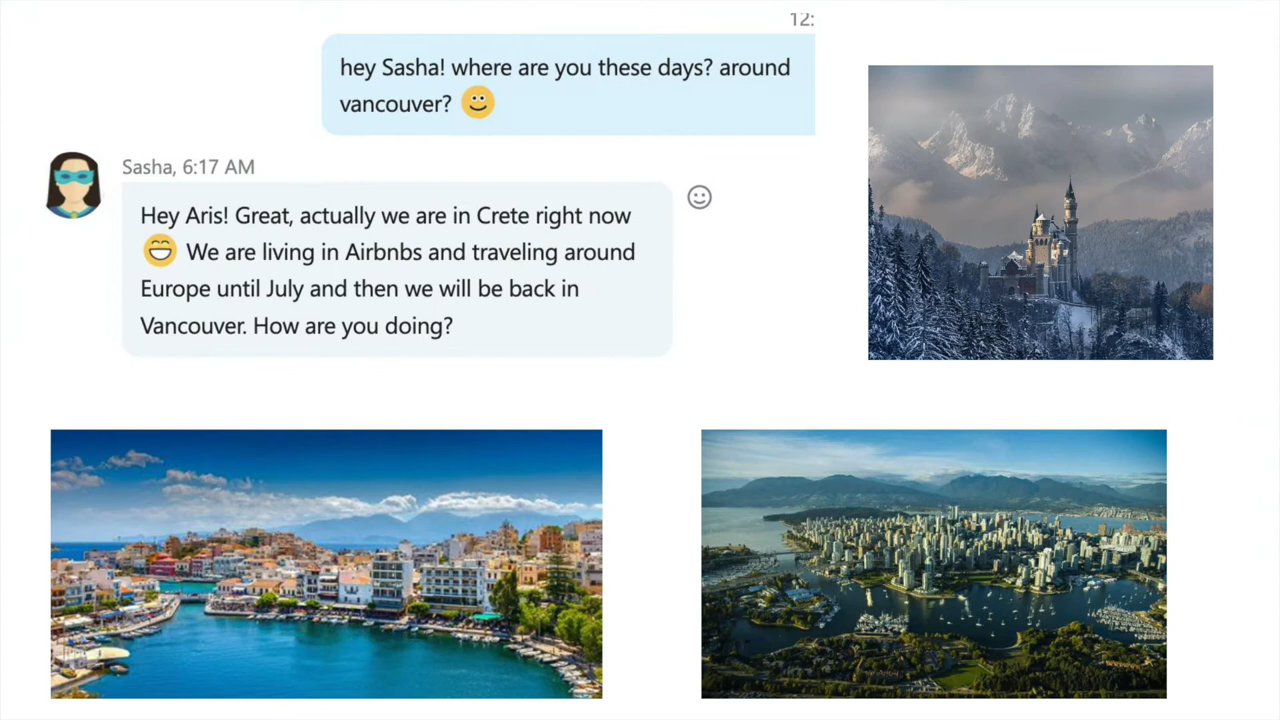 12:
hey Sasha! where are you these days? around
vancouver?
Sasha, 6:17 AM
Hey Aris! Great, actually we are in Crete right now
We are living in Airbnbs and traveling around
Europe until July and then we will be back in
Vancouver. How are you doing?